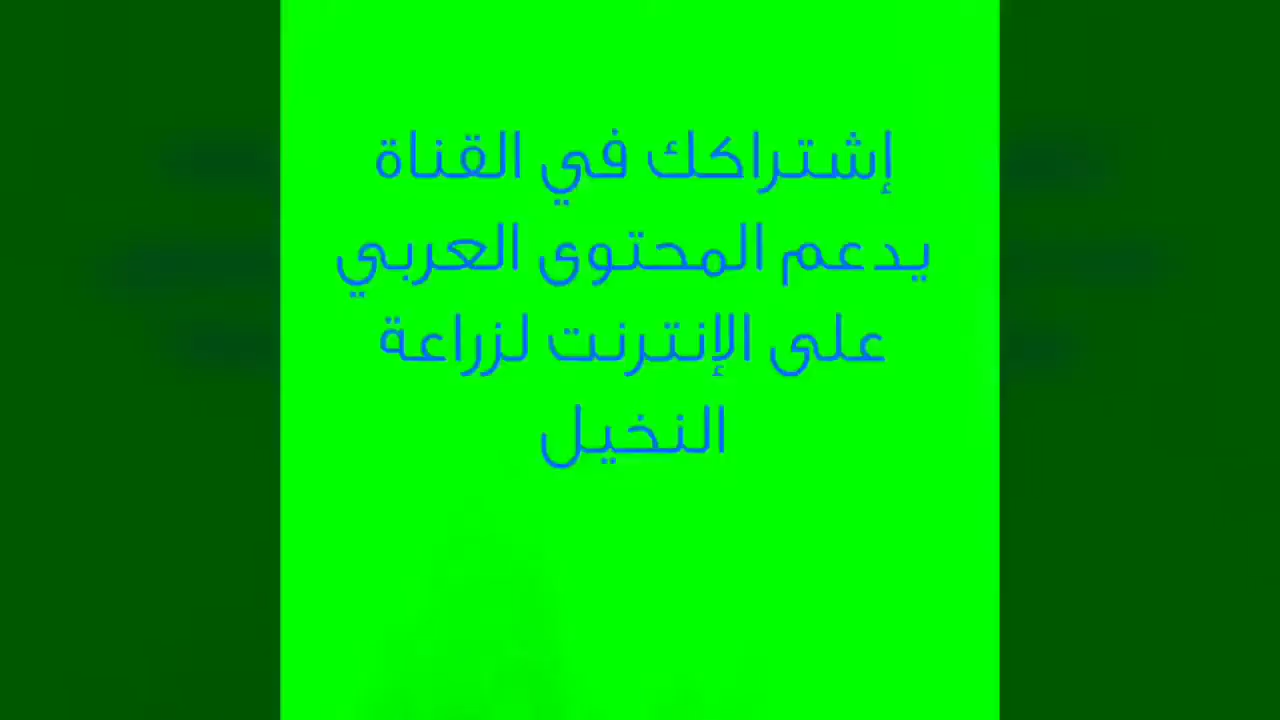 إشتراكك في القناة
يدعم المحتوى العربي
على الإنترنت لزراعة
النخيل